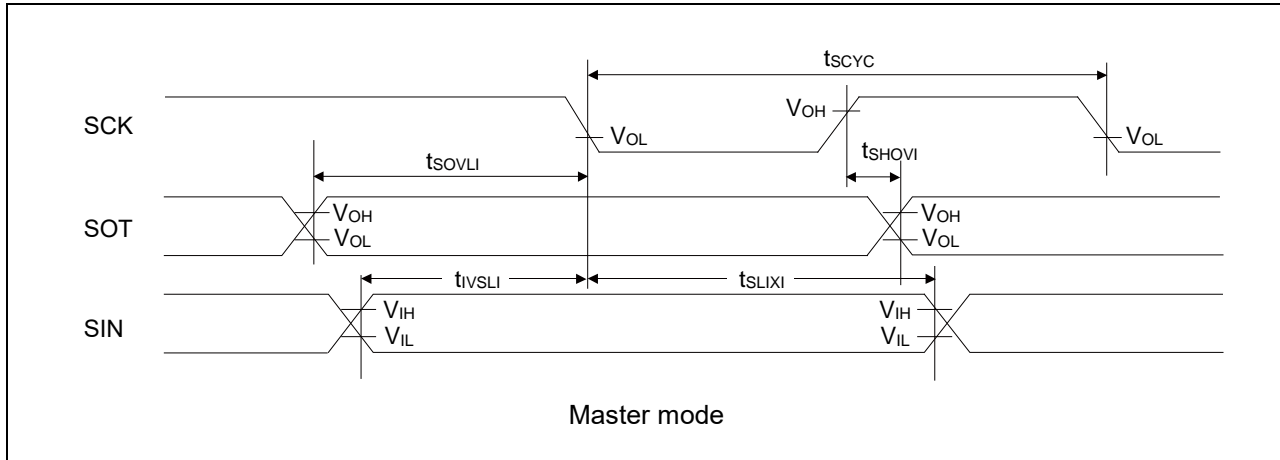 tSCYC
SCK
VOH
VOL
VOL
tSHOVI
tSOVLI
SOT
VOH
VOL
VOH
VOL
tIVSLI
tSLIXI
SIN
VIH
VIL
VIH
VIL
Master mode